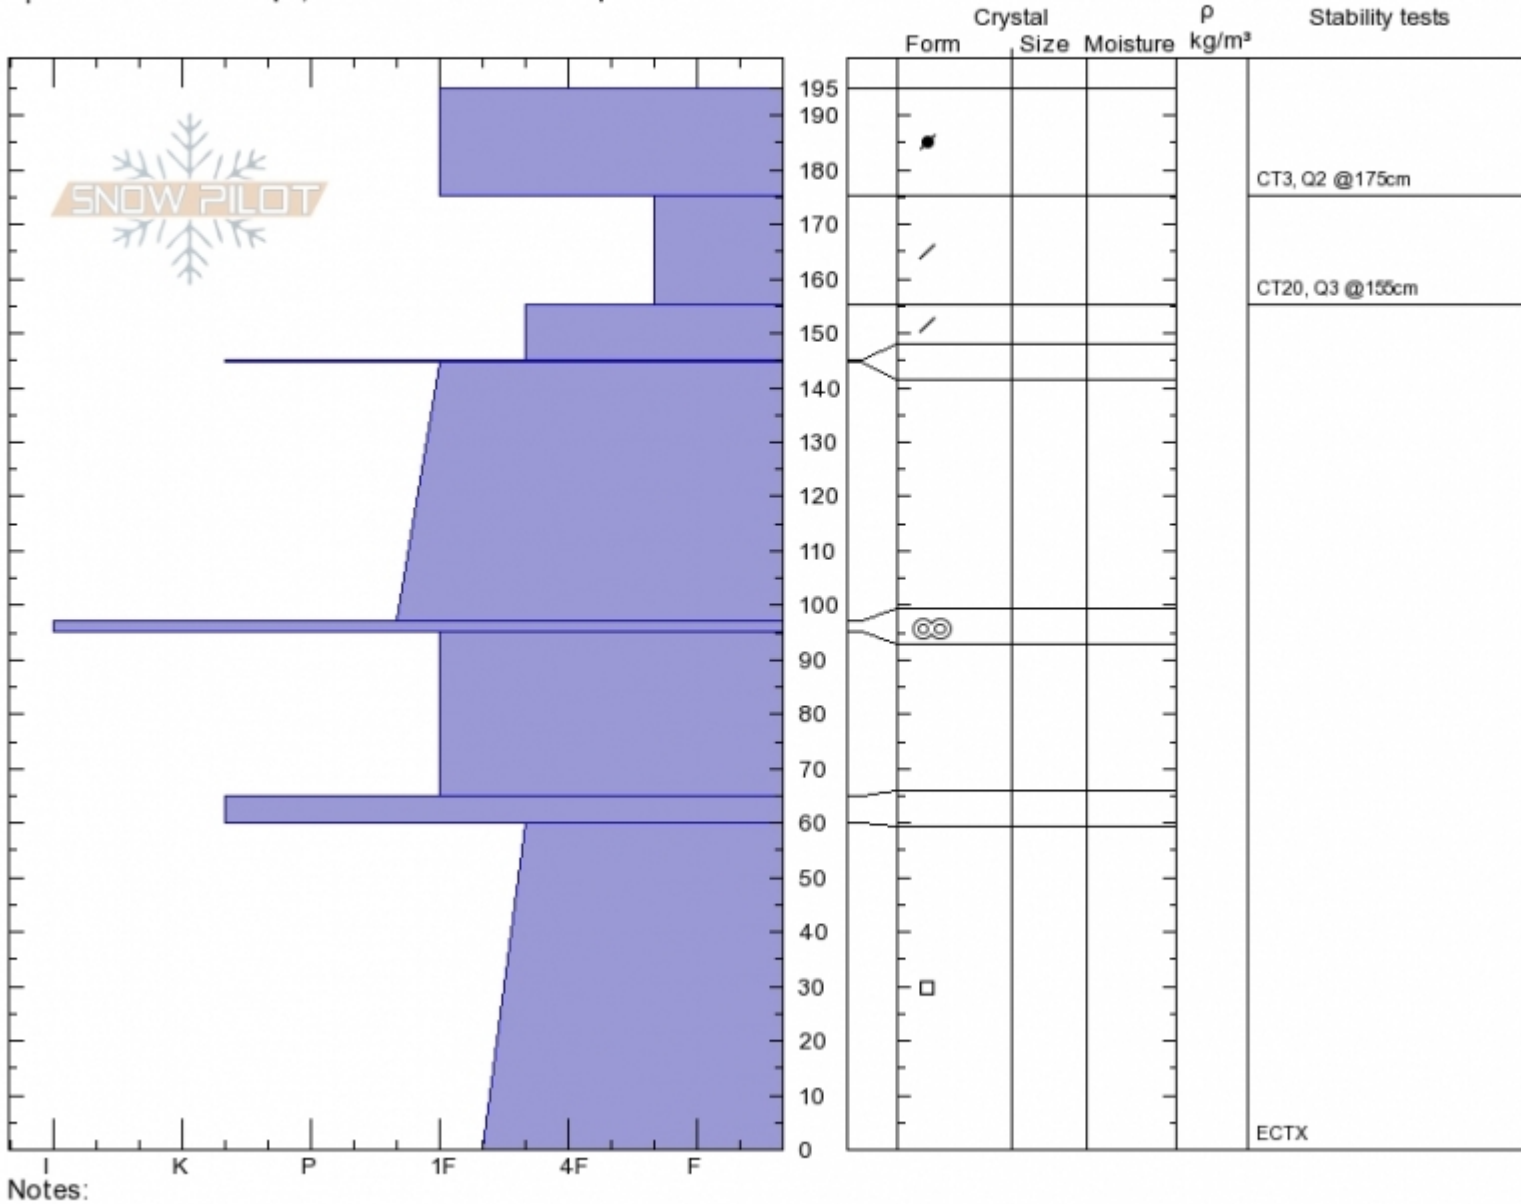 Crystal ρ Stability tests
Form Size Moisture kg/m³
195
190
SNOW PILOT
180
CT3, Q2 @175cm
170
160
CT20, Q3 @155cm
150
140
130
120
110
100
90
80
70
60
50
40
30
20
10
ECTX
0
I K P 1F 4F F
Notes: